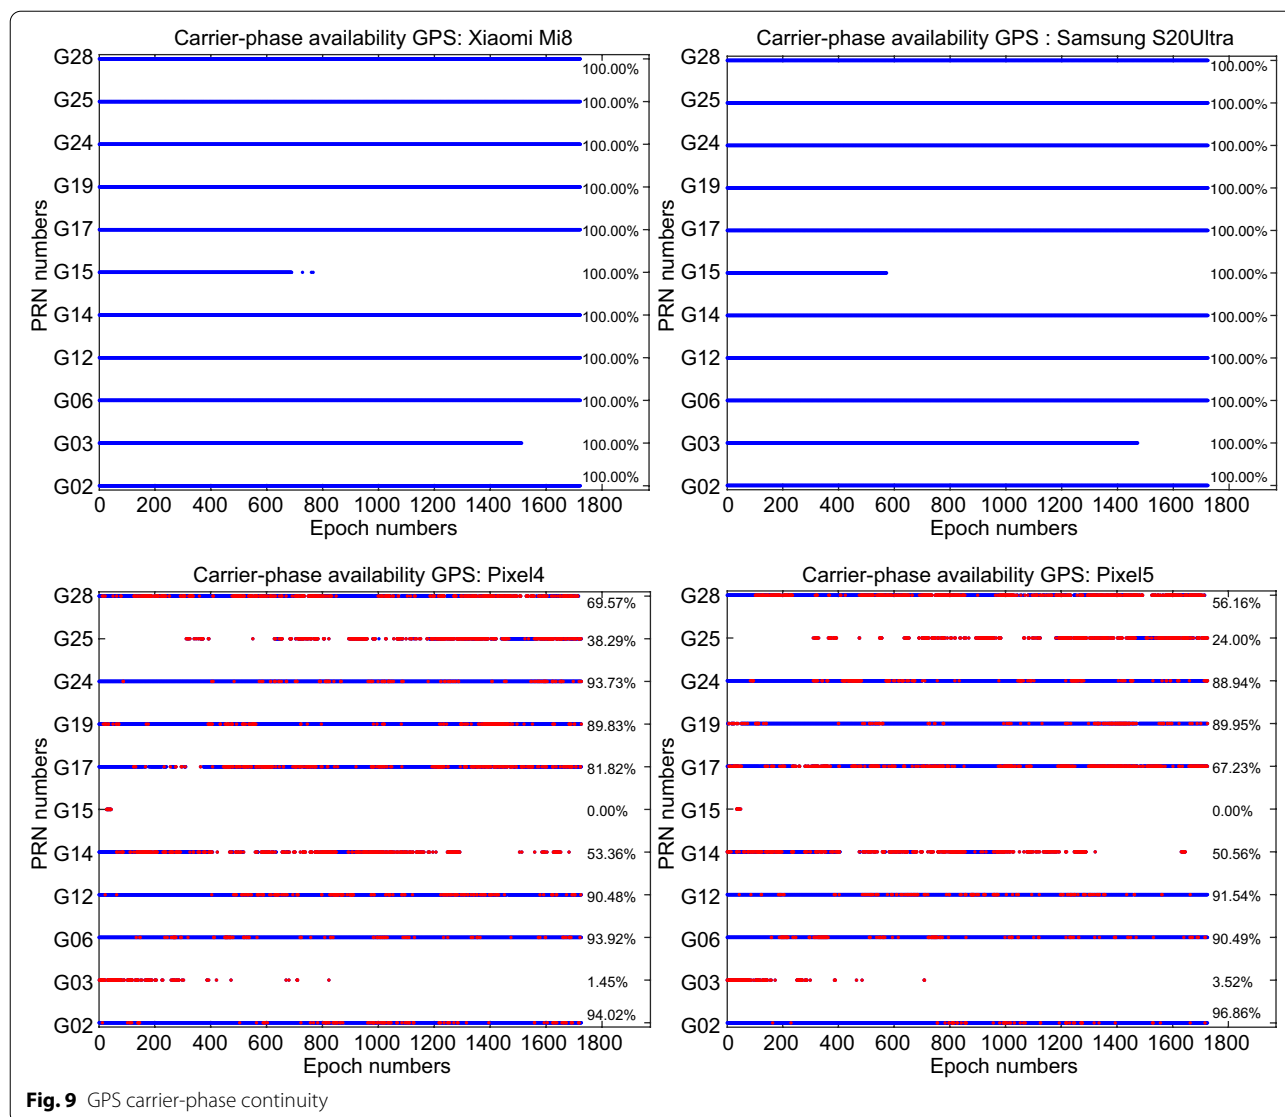 Carrier-phase availability GPS: Xiaomi Mi8
G28
100.00%
G25
100.00%
G24
100.00%
G19
100.00%
G17
100.00%
G15
100.00%
G14
100.00%
G12
100.00%
G06
100.00%
G03
100.00%
G02
100.00%
PRN numbers
0 200 400 600 800 1000 1200 1400 1600 1800
Epoch numbers
Carrier-phase availability GPS : Samsung S20Ultra
G28
100.00%
G25
100.00%
G24
100.00%
G19
100.00%
G17
100.00%
G15
100.00%
G14
100.00%
G12
100.00%
G06
100.00%
G03
100.00%
G02
100.00%
PRN numbers
0 200 400 600 800 1000 1200 1400 1600 1800
Epoch numbers
Carrier-phase availability GPS: Pixel4
G28
69.57%
G25
38.29%
G24
93.73%
G19
89.83%
G17
81.82%
G15
0.00%
G14
53.36%
G12
90.48%
G06
93.92%
G03
1.45%
G02
94.02%
PRN numbers
0 200 400 600 800 1000 1200 1400 1600 1800
Epoch numbers
Carrier-phase availability GPS: Pixel5
G28
56.16%
G25
24.00%
G24
88.94%
G19
89.95%
G17
67.23%
G15
0.00%
G14
50.56%
G12
91.54%
G06
90.49%
G03
3.52%
G02
96.86%
PRN numbers
0 200 400 600 800 1000 1200 1400 1600 1800
Epoch numbers
Fig. 9 GPS carrier-phase continuity